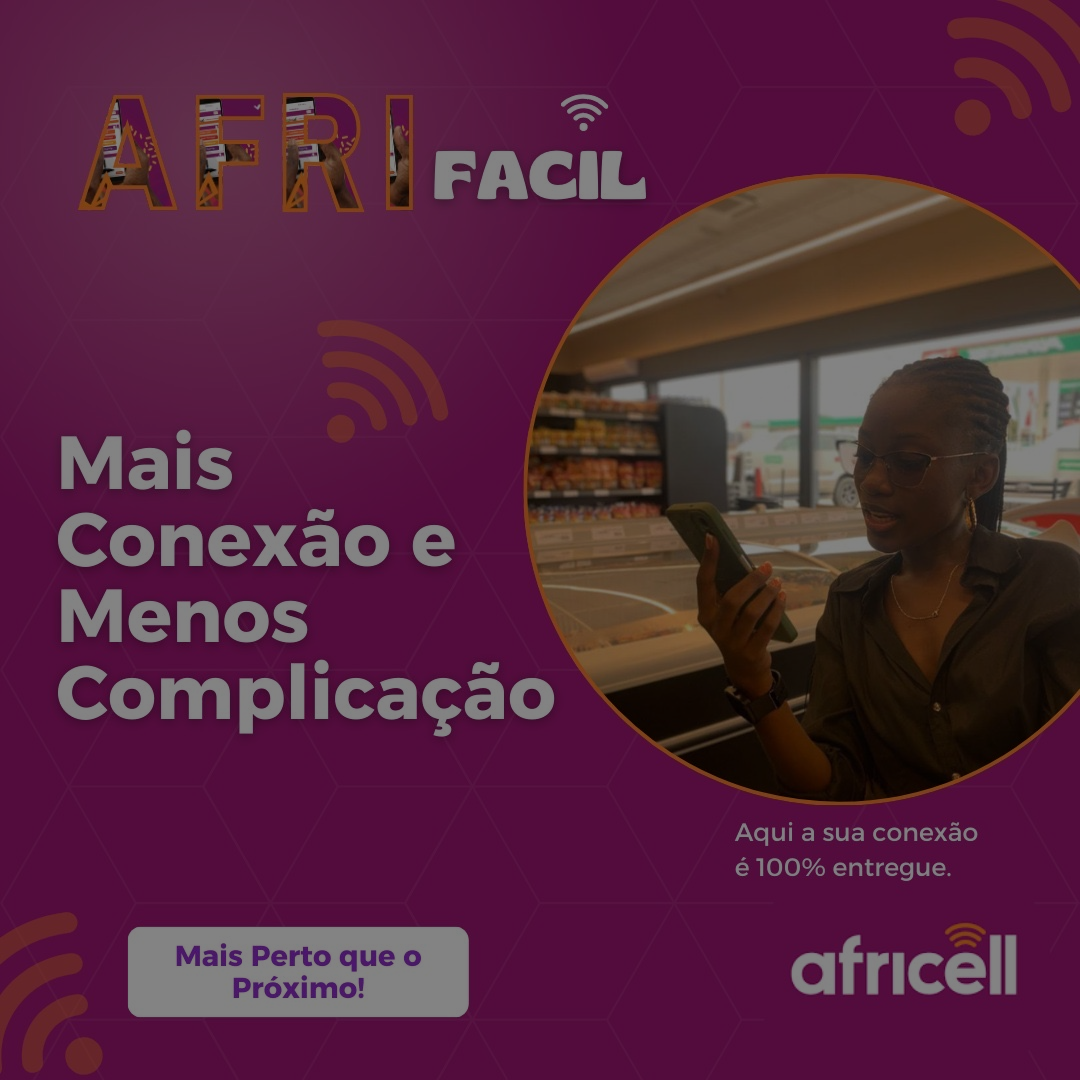 AFRI FACIL
Mais
Conexão e
Menos
Complicação
Aqui a sua conexão
é 100% entregue.
Mais Perto que o
Próximo!
africell